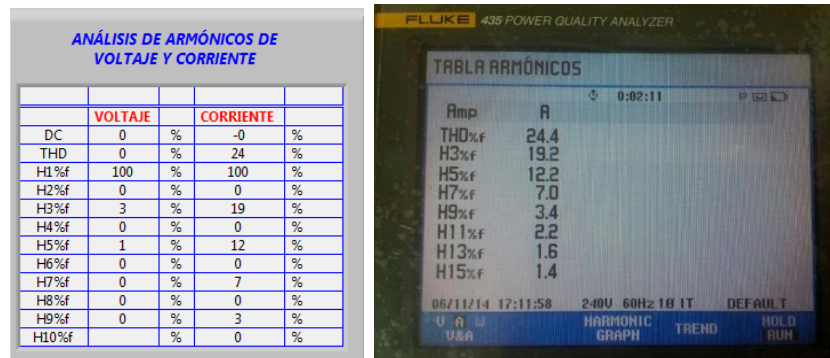 ANÁLISIS DE ARMÓNICOS DE
VOLTAJE Y CORRIENTE
VOLTAJE CORRIENTE
DC 0 % -0 %
THD 0 % 24 %
H1%f 100 % 100 %
H2%f 0 % 0 %
H3%f 3 % 19 %
H4%f 0 % 0 %
H5%f 1 % 12 %
H6%f 0 % 0 %
H7%f 0 % 7 %
H8%f 0 % 0 %
H9%f 0 % 3 %
H10%f % 0 %
FLUKE 435 POWER QUALITY ANALYZER
TABLA ARMÓNICOS
0:02:11 P
Amp A
THD%f 24.4
H3%f 19.2
H5%f 12.2
H7%f 7.0
H9%f 3.4
H11%f 2.2
H13%f 1.6
H15%f 1.4
06/11/14 17:11:58 240V 60Hz 1Ø IT DEFAULT
V A W HARMONIC TREND HOLD
V&A GRAPH RUN